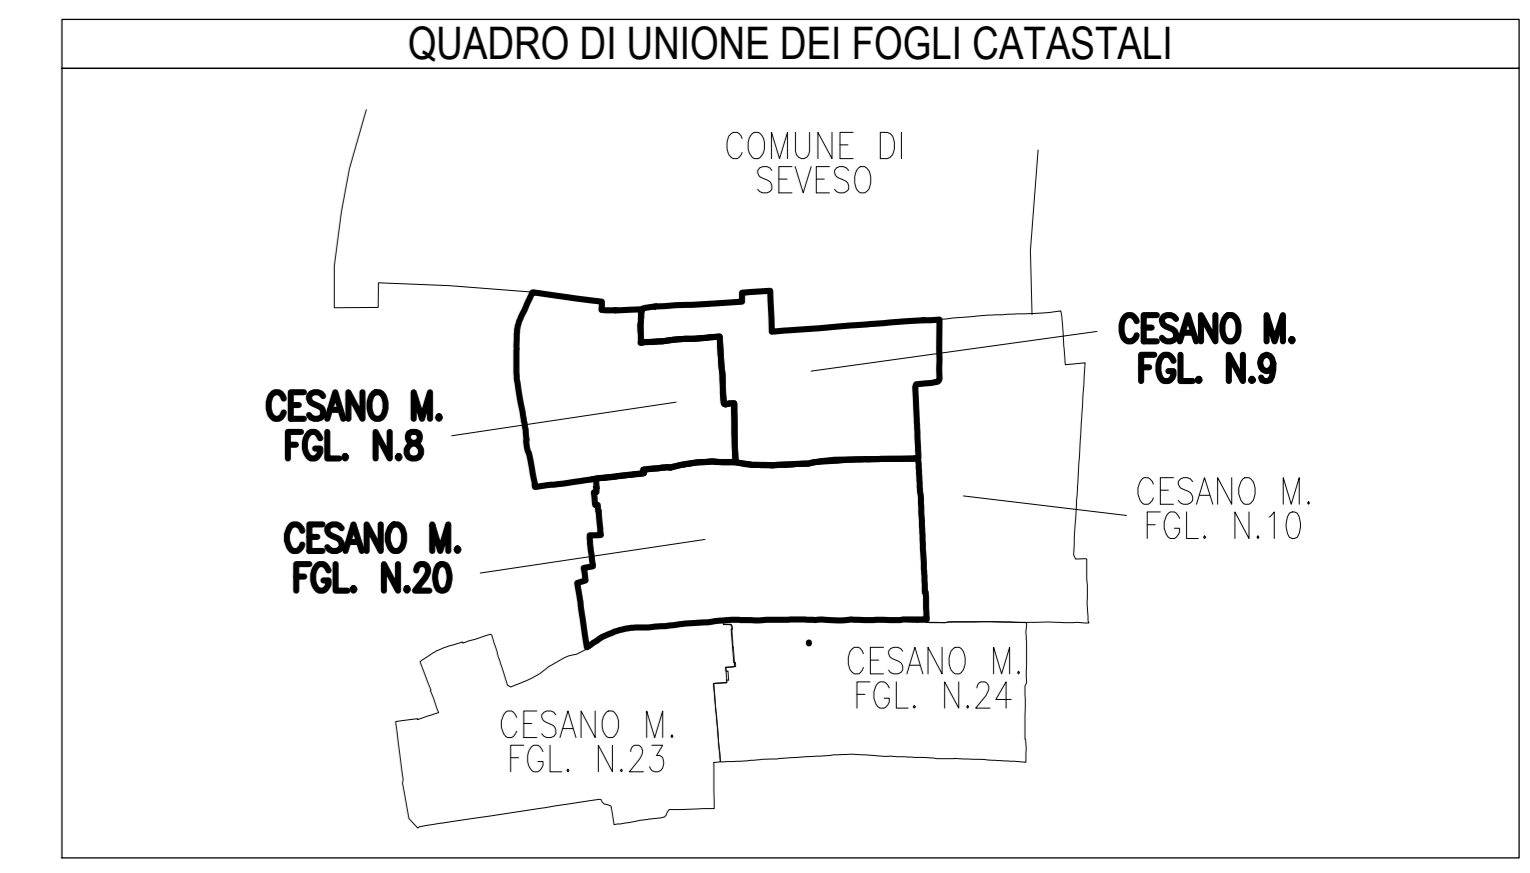 QUADRO DI UNIONE DEI FOGLI CATASTALI
COMUNE DI
SEVESO
CESANO M.
FGL. N.9
CESANO M.
FGL. N.8
CESANO M.
FGL. N.10
CESANO M.
FGL. N.20
CESANO M.
FGL. N.24
CESANO M.
FGL. N.23